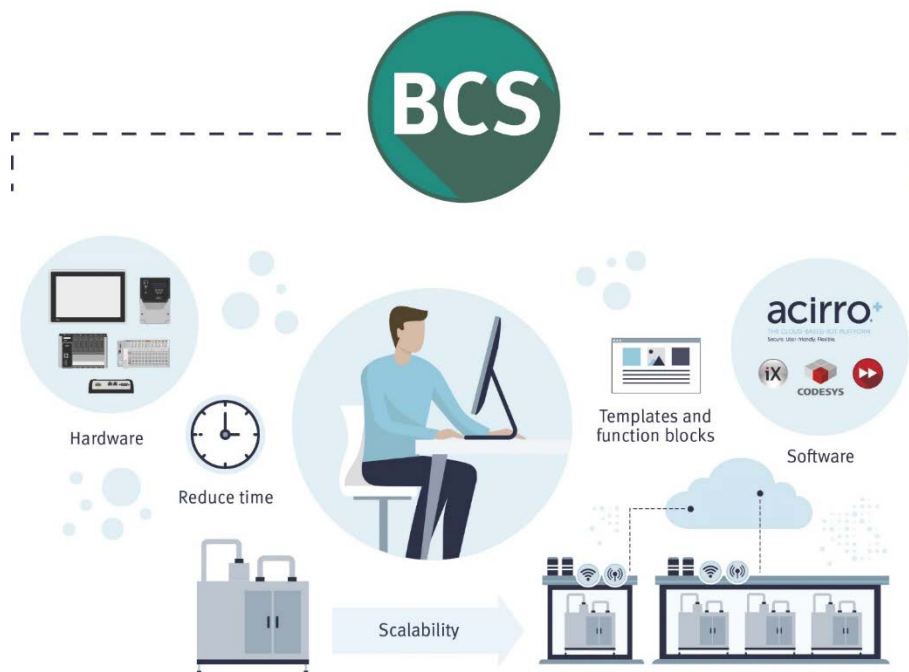 BCS
acirro+
THE CLOUD-BASED IOT PLATFORM
Secure. User-friendly. Flexible.
iX
CODESYS
Hardware
Templates and
function blocks
Software
Reduce time
Scalability